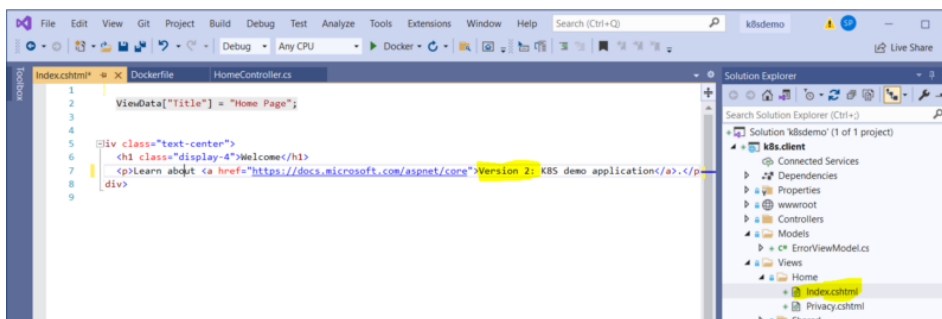 File Edit View Git Project Build Debug Test Analyze Tools Extensions Window Help Search (Ctrl+Q) k8sdemo SP
Debug Any CPU Docker Live Share
Toolbox
Index.cshtml* Dockerfile HomeController.cs
1
2 ViewData["Title"] = "Home Page";
3
4
5 iv class="text-center">
6 <h1 class="display-4">Welcome</h1>
7 <p>Learn about <a href="https://docs.microsoft.com/aspnet/core">Version 2: K8S demo application</a>.</p
8 div>
9
Solution Explorer
Search Solution Explorer (Ctrl+;)
Solution 'k8sdemo' (1 of 1 project)
k8s.client
Connected Services
Dependencies
Properties
wwwroot
Controllers
Models
C# ErrorViewModel.cs
Views
Home
Index.cshtml
Privacy.cshtml